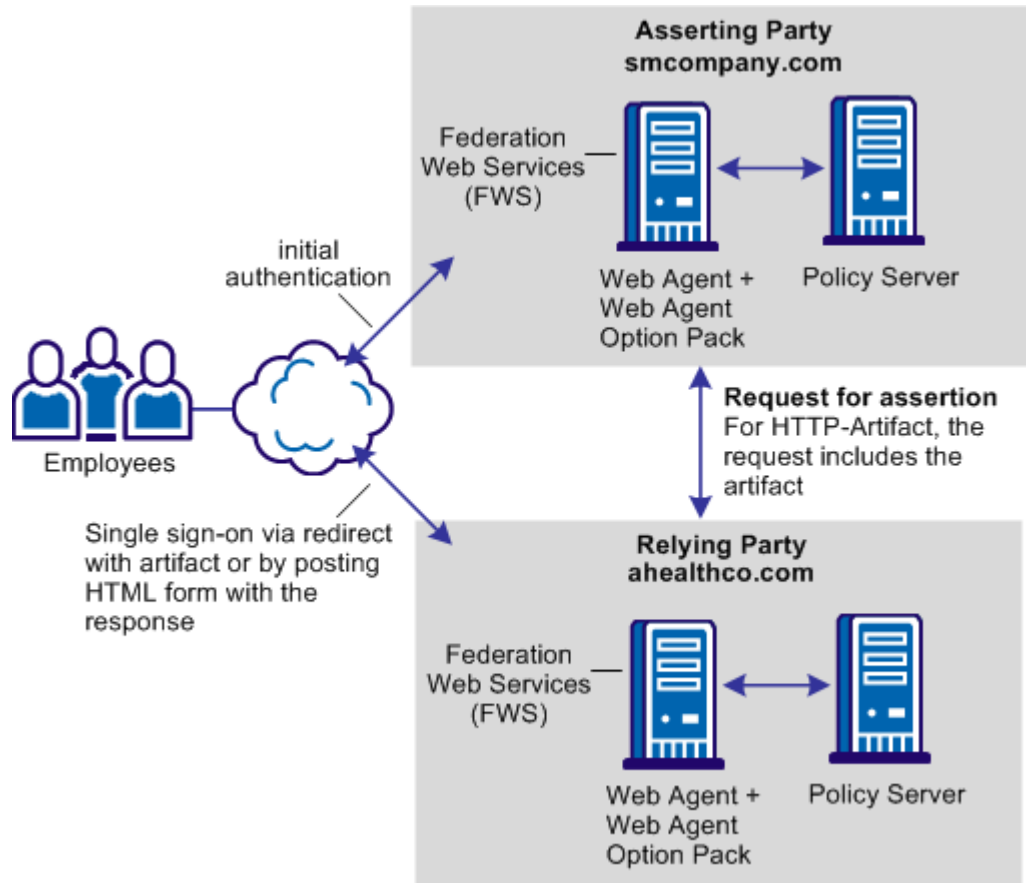 Asserting Party
smcompany.com
Federation
Web Services
(FWS)
Web Agent +
Web Agent
Option Pack
Policy Server
initial
authentication
Employees
Request for assertion
For HTTP-Artifact, the
request includes the
artifact
Single sign-on via redirect
with artifact or by posting
HTML form with the
response
Relying Party
ahealthco.com
Federation
Web Services
(FWS)
Web Agent +
Web Agent
Option Pack
Policy Server